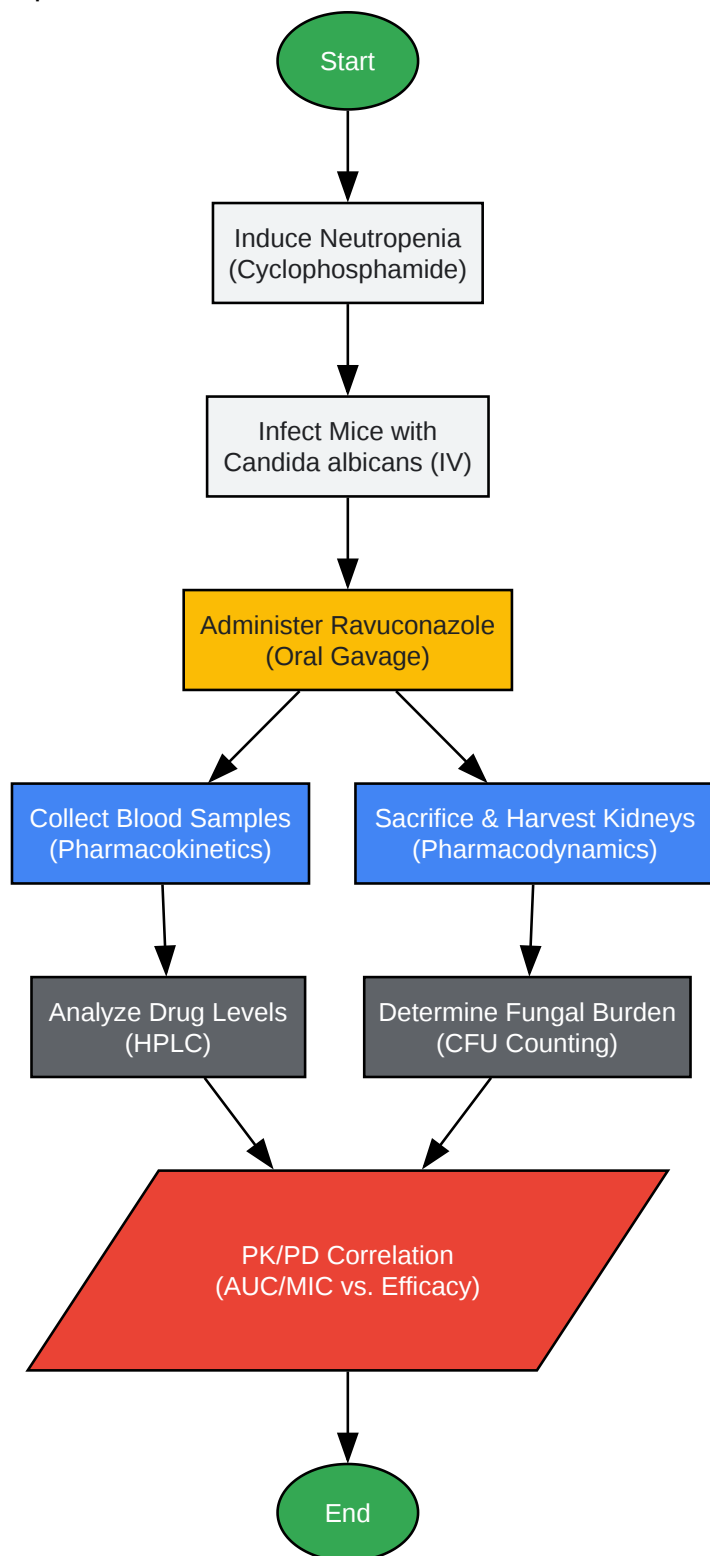 Start
Induce Neutropenia
(Cyclophosphamide)
Infect Mice with
Candida albicans (IV)
Administer Ravuconazole
(Oral Gavage)
Collect Blood Samples
(Pharmacokinetics)
Sacrifice & Harvest Kidneys
(Pharmacodynamics)
Analyze Drug Levels
(HPLC)
Determine Fungal Burden
(CFU Counting)
PK/PD Correlation
(AUC/MIC vs. Efficacy)
End